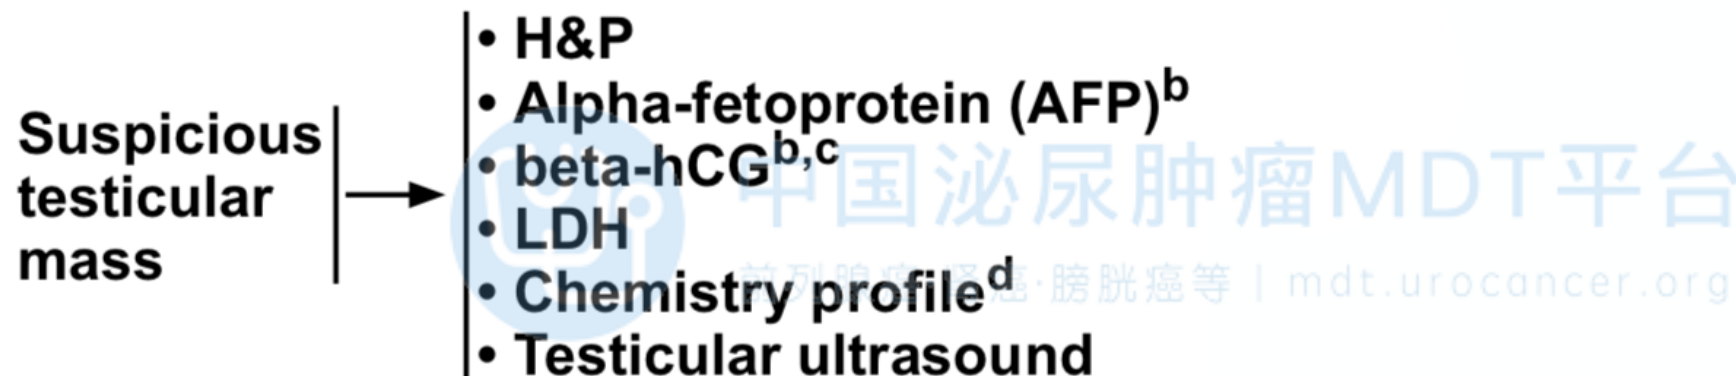 Suspicious
testicular
mass
• H&P
• Alpha-fetoprotein (AFP)b
• beta-hCGb,c
• LDH
• Chemistry profiled
• Testicular ultrasound
中国泌尿肿瘤MDT平台
前列腺癌·肾癌·膀胱癌等 | mdt.urocancer.org